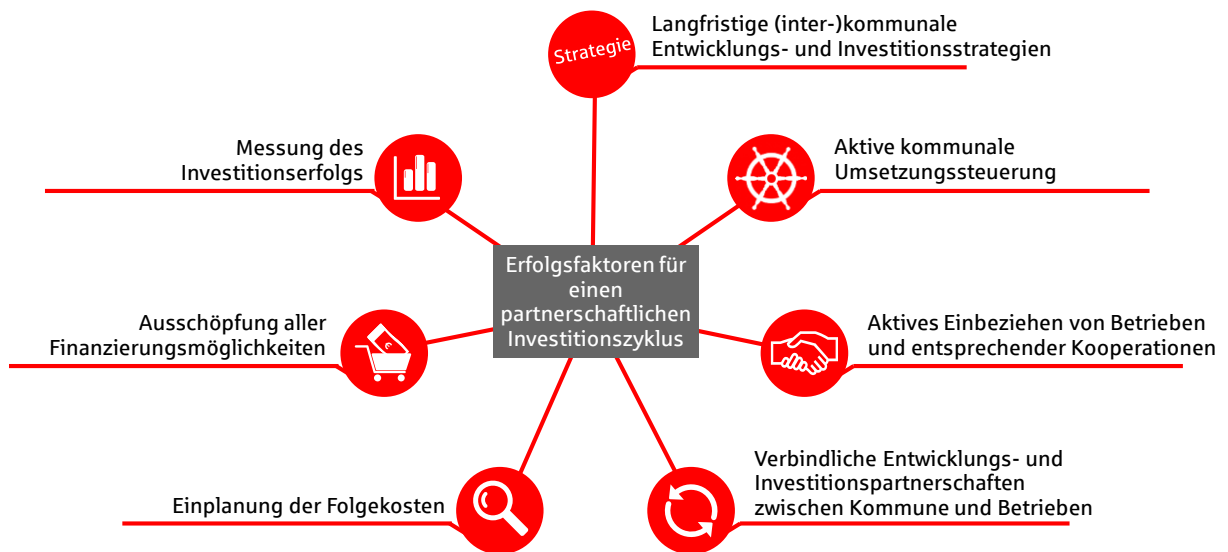 Strategie
Langfristige (inter-)kommunale
Entwicklungs- und Investitionsstrategien
Messung des
Investitionserfolgs
Aktive kommunale
Umsetzungssteuerung
Erfolgsfaktoren für
einen
partnerschaftlichen
Investitionszyklus
Ausschöpfung aller
Finanzierungsmöglichkeiten
€
Aktives Einbeziehen von Betrieben
und entsprechender Kooperationen
Einplanung der Folgekosten
Verbindliche Entwicklungs- und
Investitionspartnerschaften
zwischen Kommune und Betrieben